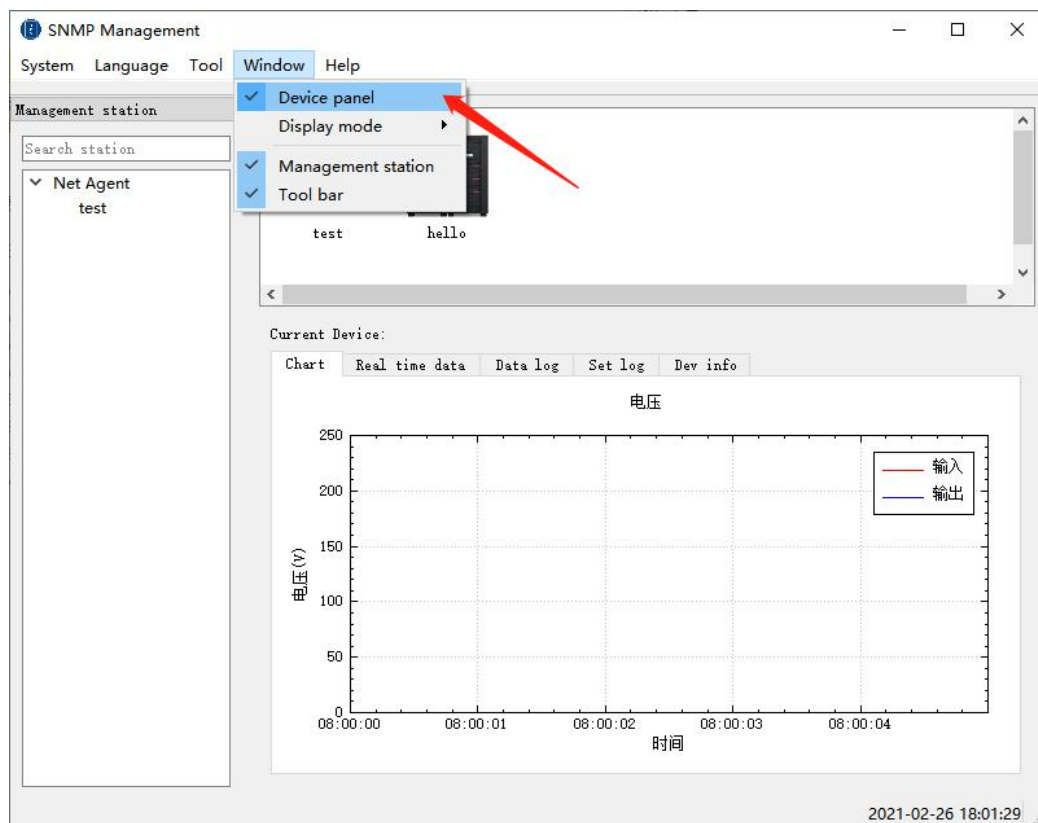 SNMP Management
System Language Tool Window Help
Device panel
Display mode
Management station
Tool bar
Management station
Search station
Net Agent
test
test hello
Current Device:
Chart Real time data Data log Set log Dev info
电压
250
200
150
100
50
0
电压(V)
输入
输出
08:00:00 08:00:01 08:00:02 08:00:03 08:00:04
时间
2021-02-26 18:01:29